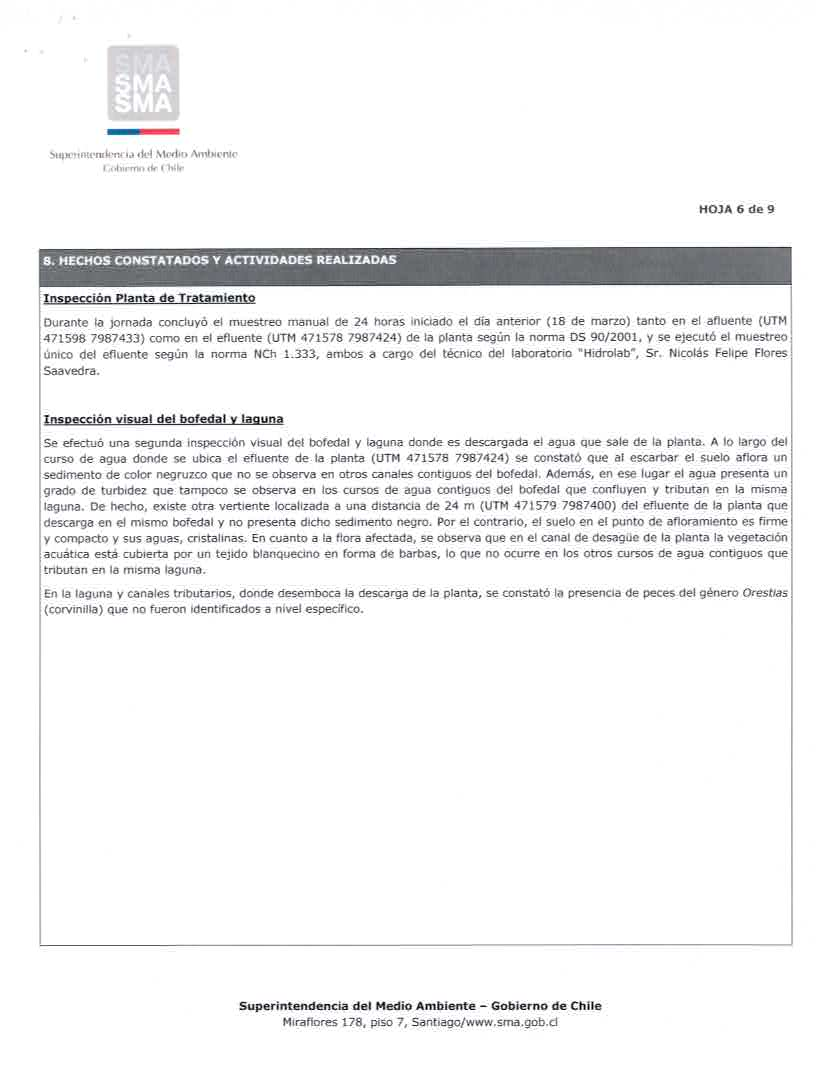 SMA
SMA
SMA
Superintendencia del Medio Ambiente
Gobierno de Chile
HOJA 6 de 9
8. HECHOS CONSTATADOS Y ACTIVIDADES REALIZADAS
Inspección Planta de Tratamiento
Durante la jornada concluyó el muestreo manual de 24 horas iniciado el día anterior (18 de marzo) tanto en el afluente (UTM
471598 7987433) como en el efluente (UTM 471578 7987424) de la planta según la norma DS 90/2001, y se ejecutó el muestreo
único del efluente según la norma NCh 1.333, ambos a cargo del técnico del laboratorio "Hidrolab", Sr. Nicolás Felipe Flores
Saavedra.
Inspección visual del bofedal y laguna
Se efectuó una segunda inspección visual del bofedal y laguna donde es descargada el agua que sale de la planta. A lo largo del
curso de agua donde se ubica el efluente de la planta (UTM 471578 7987424) se constató que al escarbar el suelo aflora un
sedimento de color negruzco que no se observa en otros canales contiguos del bofedal. Además, en ese lugar el agua presenta un
grado de turbidez que tampoco se observa en los cursos de agua contiguos del bofedal que confluyen y tributan en la misma
laguna. De hecho, existe otra vertiente localizada a una distancia de 24 m (UTM 471579 7987400) del efluente de la planta que
descarga en el mismo bofedal y no presenta dicho sedimento negro. Por el contrario, el suelo en el punto de afloramiento es firme
y compacto y sus aguas, cristalinas. En cuanto a la flora afectada, se observa que en el canal de desagüe de la planta la vegetación
acuática está cubierta por un tejido blanquecino en forma de barbas, lo que no ocurre en los otros cursos de agua contiguos que
tributan en la misma laguna.
En la laguna y canales tributarios, donde desemboca la descarga de la planta, se constató la presencia de peces del género Orestias
(corvinilla) que no fueron identificados a nivel específico.
Superintendencia del Medio Ambiente – Gobierno de Chile
Miraflores 178, piso 7, Santiago/www.sma.gob.cl